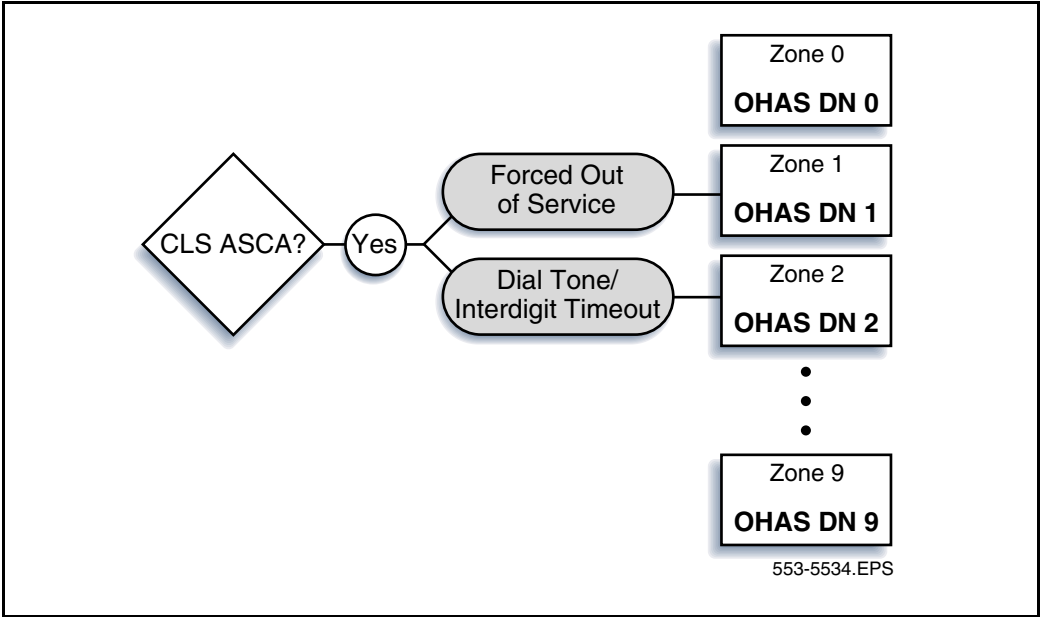 CLS ASCA?
Yes
Forced Out
of Service
Dial Tone/
Interdigit Timeout
Zone 0
OHAS DN 0
Zone 1
OHAS DN 1
Zone 2
OHAS DN 2
Zone 9
OHAS DN 9
553-5534.EPS